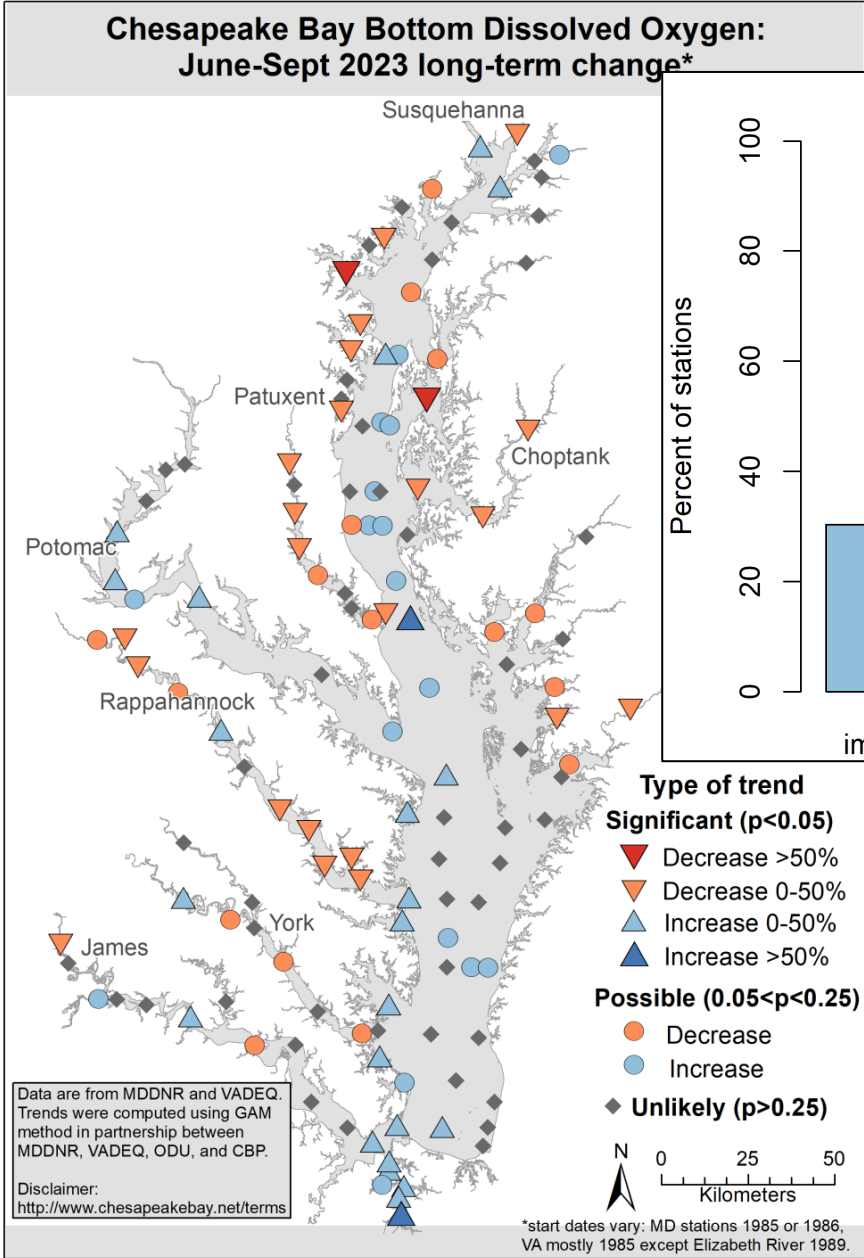 Chesapeake Bay Bottom Dissolved Oxygen:
June-Sept 2023 long-term change*
Susquehanna
Patuxent
Choptank
Potomac
Rappahannock
York
James
Percent of stations
100
80
60
40
20
0
im
Type of trend
Significant (p<0.05)
Decrease >50%
Decrease 0-50%
Increase 0-50%
Increase >50%
Possible (0.05<p<0.25)
Decrease
Increase
Unlikely (p>0.25)
Data are from MDDNR and VADEQ.
Trends were computed using GAM
method in partnership between
MDDNR, VADEQ, ODU, and CBP.
Disclaimer:
http://www.chesapeakebay.net/terms
N
0 25 50
Kilometers
*start dates vary: MD stations 1985 or 1986,
VA mostly 1985 except Elizabeth River 1989.